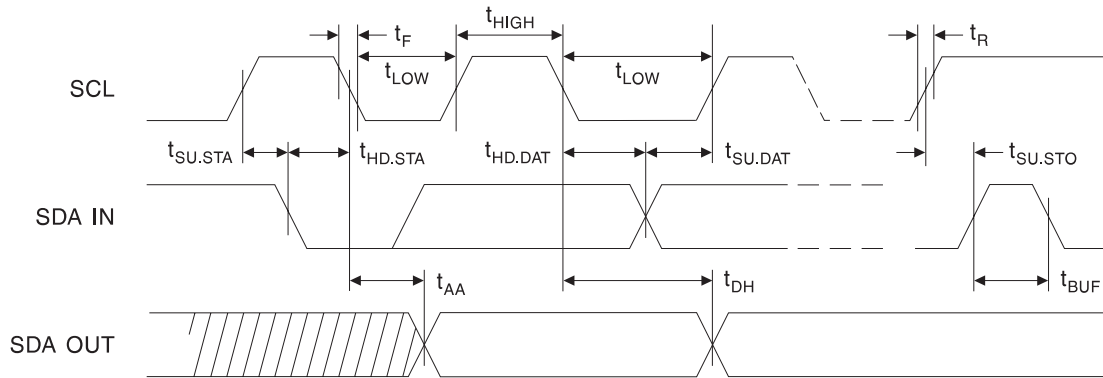 tHIGH
tF
tR
tLOW
tLOW
SCL
tSU.STA
tHD.STA
tHD.DAT
tSU.DAT
tSU.STO
SDA IN
tAA
tDH
tBUF
SDA OUT